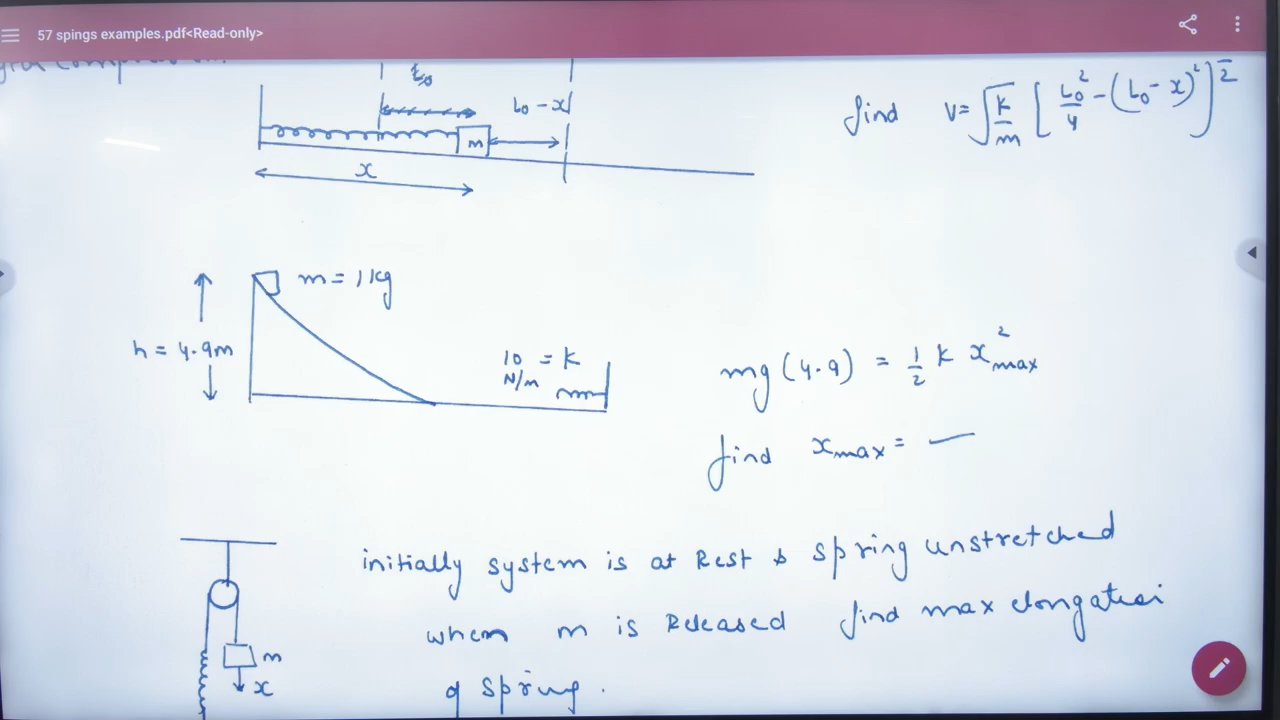 57 spings examples.pdf<Read-only>
L₀ - x
m
x
find v = √(k/m) [ L₀²/4 - (L₀ - x)² ]^½
m = 1 kg
h = 4.9m
10 = k
N/m
mg (4.9) = 1/2 k x²max
find xmax = —
initially system is at Rest & spring unstretched
when m is Released find max elongation
of spring.
m
x